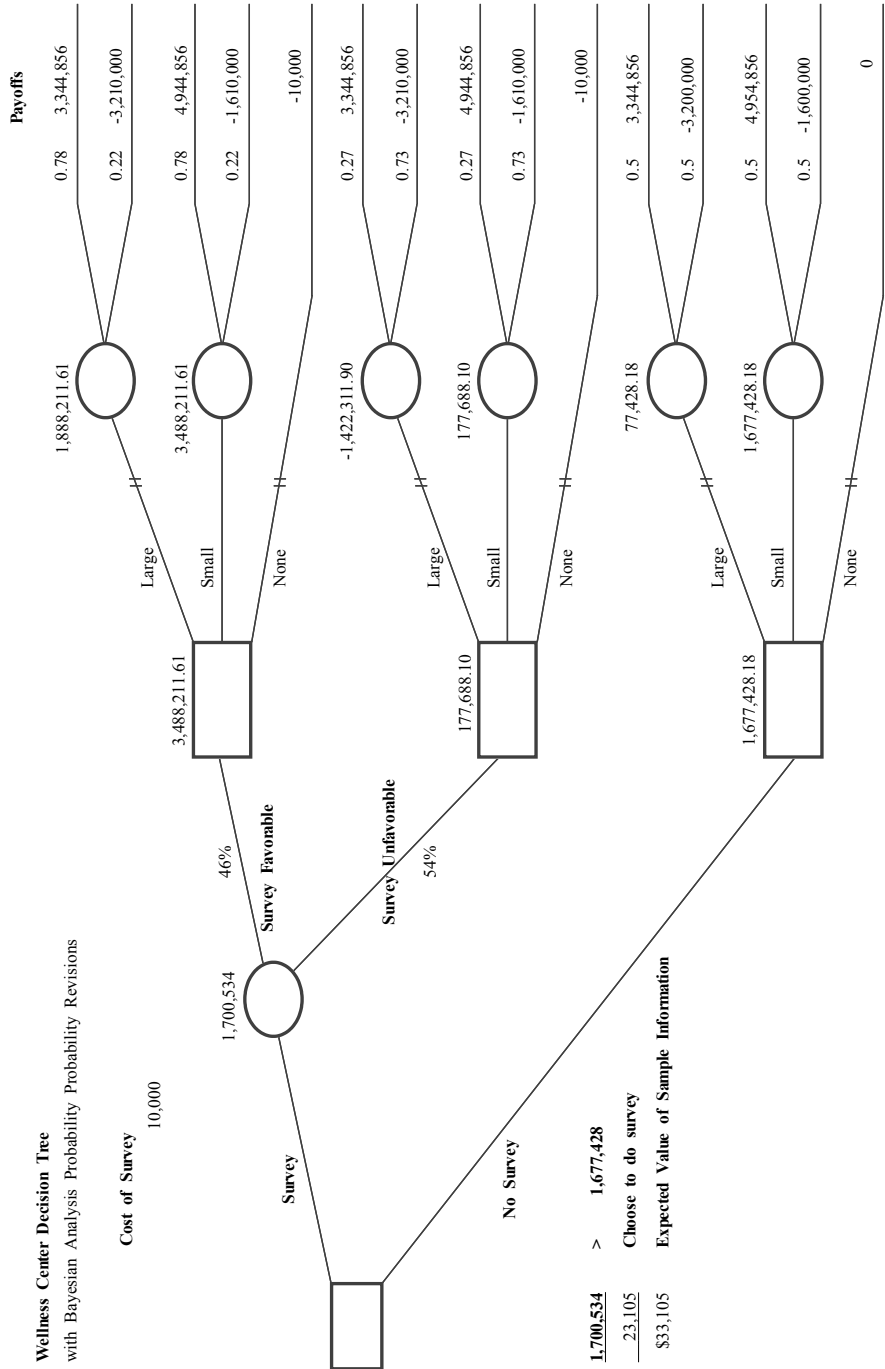 Wellness Center Decision Tree
with Bayesian Analysis Probability Probability Revisions
Payoffs
Cost of Survey
10,000
Survey
1,700,534
46%
Survey Favorable
3,488,211.61
Large
1,888,211.61
0.78 3,344,856
0.22 -3,210,000
Small
3,488,211.61
0.78 4,944,856
0.22 -1,610,000
None
-10,000
Survey Unfavorable
54%
177,688.10
Large
-1,422,311.90
0.27 3,344,856
0.73 -3,210,000
Small
177,688.10
0.27 4,944,856
0.73 -1,610,000
None
-10,000
No Survey
1,677,428.18
Large
77,428.18
0.5 3,344,856
0.5 -3,200,000
Small
1,677,428.18
0.5 4,954,856
0.5 -1,600,000
None
0
1,700,534 > 1,677,428
23,105 Choose to do survey
$33,105 Expected Value of Sample Information